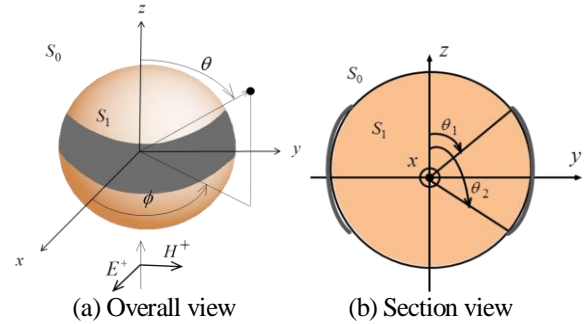 z
S₀
θ
S₁
y
ϕ
x
E⁺
H⁺
(a) Overall view
z
S₀
S₁
θ₁
x
y
θ₂
(b) Section view